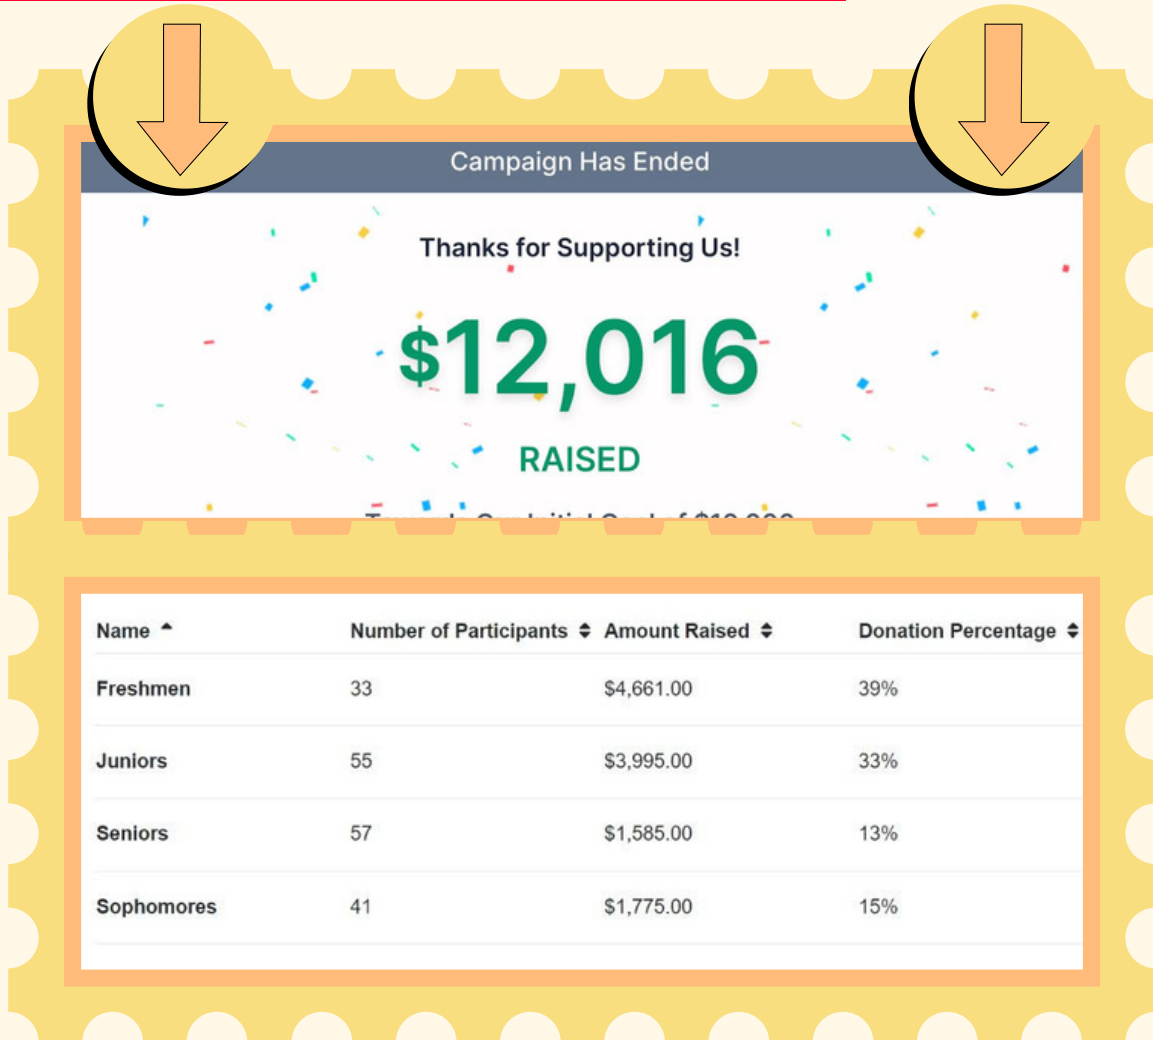 Campaign Has Ended
Thanks for Supporting Us!
$12,016
RAISED
Name Number of Participants Amount Raised Donation Percentage
Freshmen 33 $4,661.00 39%
Juniors 55 $3,995.00 33%
Seniors 57 $1,585.00 13%
Sophomores 41 $1,775.00 15%